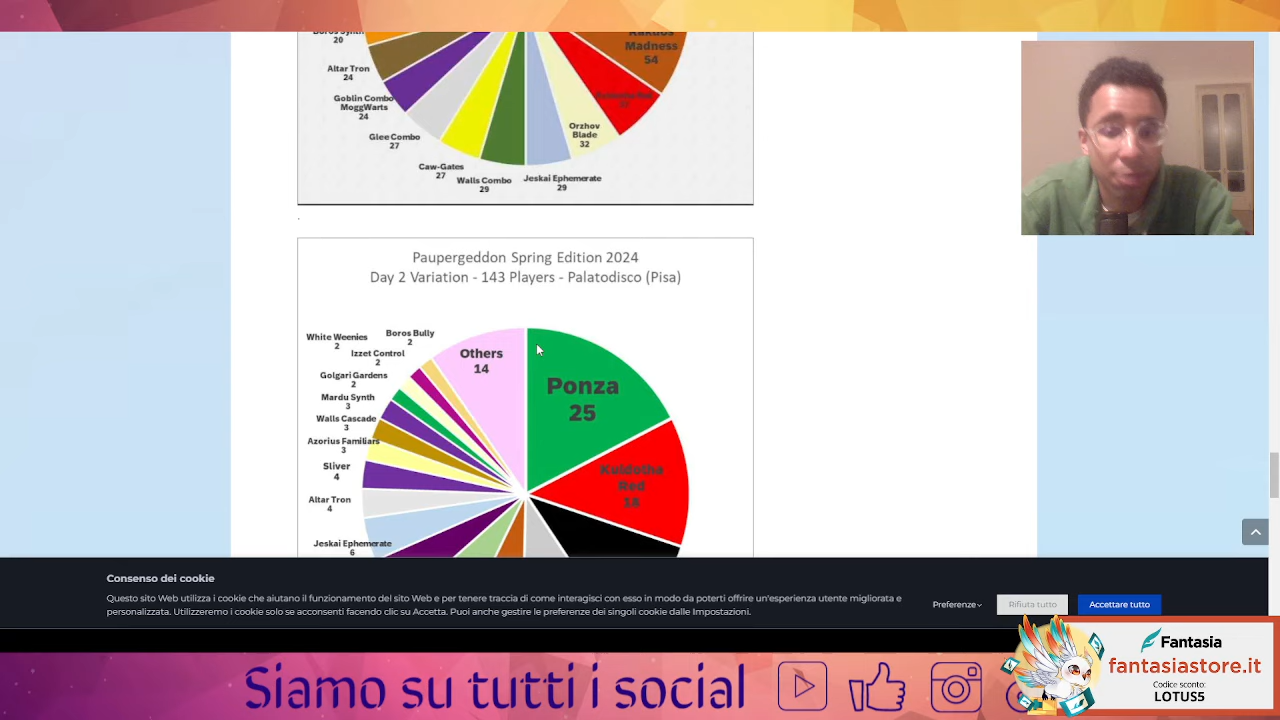 Boros Synth
20
Rakdos
Madness
54
Altar Tron
24
Goblin Combo
MoggWarts
24
Glee Combo
27
Caw-Gates
27
Walls Combo
29
Jeskai Ephemerate
29
Orzhov
Blade
32
Paupergeddon Spring Edition 2024
Day 2 Variation - 143 Players - Palatodisco (Pisa)
White Weenies
2
Boros Bully
2
Izzet Control
2
Golgari Gardens
2
Mardu Synth
3
Walls Cascade
3
Azorius Familiars
3
Sliver
4
Altar Tron
4
Jeskai Ephemerate
6
Others
14
Ponza
25
Kuldotha
Red
18
Consenso dei cookie
Questo sito Web utilizza i cookie che aiutano il funzionamento del sito Web e per tenere traccia di come interagisci con esso in modo da poterti offrire un'esperienza utente migliorata e
personalizzata. Utilizzeremo i cookie solo se acconsenti facendo clic su Accetta. Puoi anche gestire le preferenze dei singoli cookie dalle Impostazioni.
Preferenze
Rifiuta tutto
Accettare tutto
Siamo su tutti i social
Fantasia
fantasiastore.it
Codice sconto:
LOTUS5